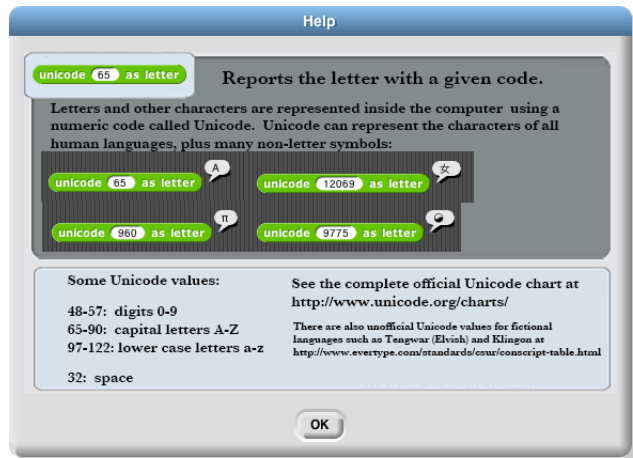 Help
unicode 65 as letter
Reports the letter with a given code.
Letters and other characters are represented inside the computer using a
numeric code called Unicode. Unicode can represent the characters of all
human languages, plus many non-letter symbols:
unicode 65 as letter A
unicode 12069 as letter ⼥
unicode 960 as letter π
unicode 9775 as letter ☯
Some Unicode values:
48-57: digits 0-9
65-90: capital letters A-Z
97-122: lower case letters a-z
32: space
See the complete official Unicode chart at
http://www.unicode.org/charts/
There are also unofficial Unicode values for fictional
languages such as Tengwar (Elvish) and Klingon at
http://www.evertype.com/standards/csur/conscript-table.html
OK